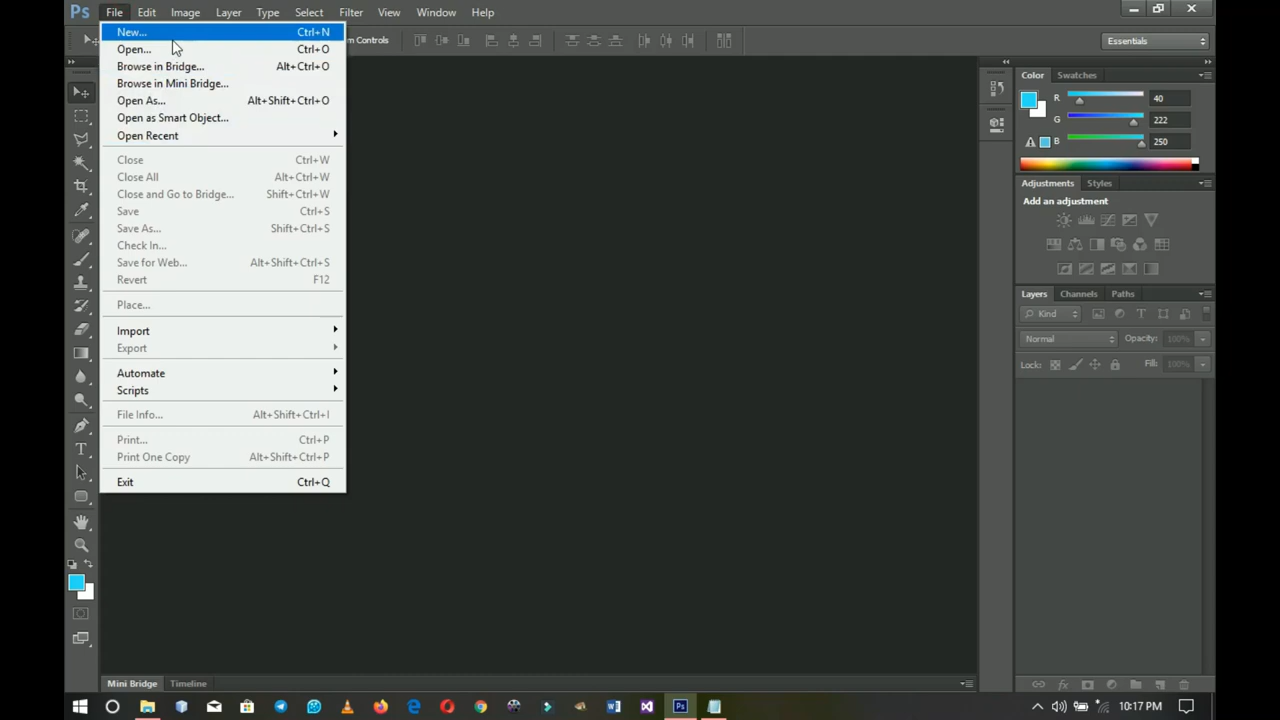 Ps File Edit Image Layer Type Select Filter View Window Help
New... Ctrl+N
m Controls
Essentials
Open... Ctrl+O
Browse in Bridge... Alt+Ctrl+O
Browse in Mini Bridge...
Open As... Alt+Shift+Ctrl+O
Open as Smart Object...
Open Recent
Close Ctrl+W
Close All Alt+Ctrl+W
Close and Go to Bridge... Shift+Ctrl+W
Save Ctrl+S
Save As... Shift+Ctrl+S
Check In...
Save for Web... Alt+Shift+Ctrl+S
Revert F12
Place...
Import
Export
Automate
Scripts
File Info... Alt+Shift+Ctrl+I
Print... Ctrl+P
Print One Copy Alt+Shift+Ctrl+P
Exit Ctrl+Q
Color Swatches
R 40
G 222
B 250
Adjustments Styles
Add an adjustment
Layers Channels Paths
Kind
Normal Opacity: 100%
Lock: Fill: 100%
Mini Bridge Timeline
10:17 PM